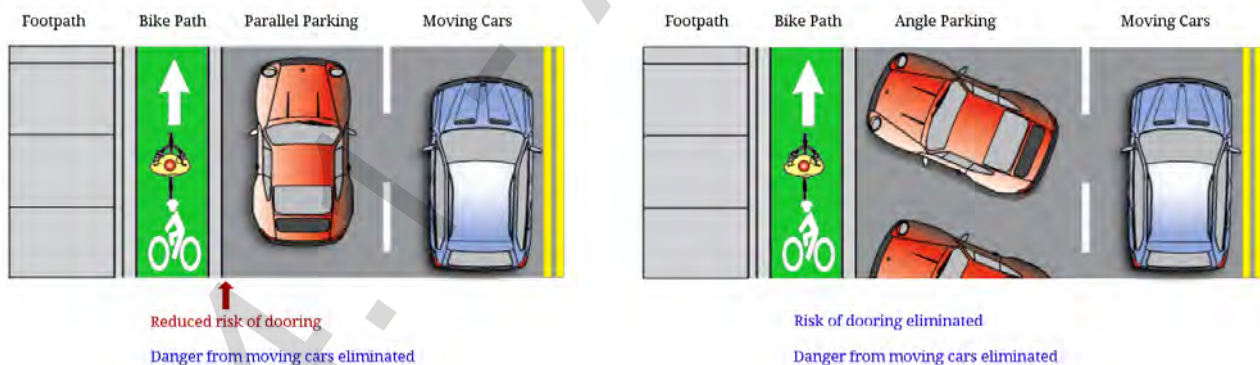 Footpath Bike Path Parallel Parking Moving Cars
Reduced risk of dooring
Danger from moving cars eliminated
Footpath Bike Path Angle Parking Moving Cars
Risk of dooring eliminated
Danger from moving cars eliminated